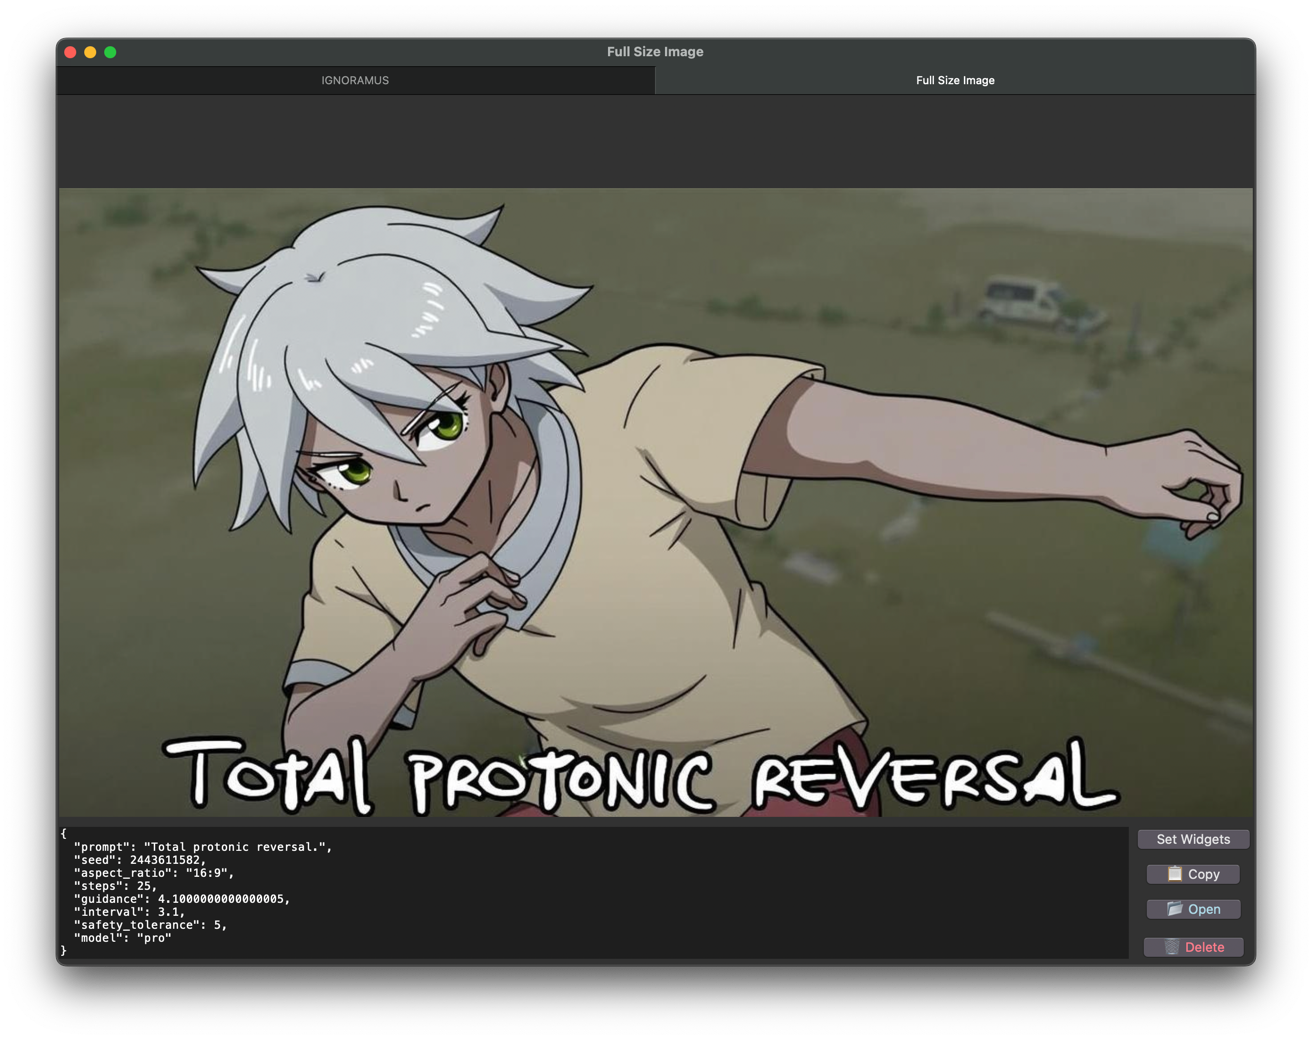 Full Size Image
IGNORAMUS
Full Size Image
TOTAL PROTONIC REVERSAL
{
  "prompt": "Total protonic reversal.",
  "seed": 2443611582,
  "aspect_ratio": "16:9",
  "steps": 25,
  "guidance": 4.1000000000000005,
  "interval": 3.1,
  "safety_tolerance": 5,
  "model": "pro"
}
Set Widgets
Copy
Open
Delete